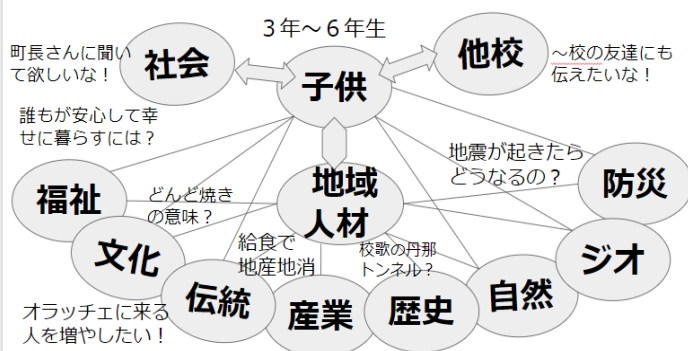 3年～6年生
町長さんに聞い
て欲しいな！
社会
子供
他校
～校の友達にも
伝えたいな！
誰もが安心して幸
せに暮らすには？
地震が起きたら
どうなるの？
福祉
どんど焼き
の意味？
地域
人材
防災
文化
給食で
地産地消
校歌の丹那
トンネル？
ジオ
オラッチェに来る
人を増やしたい！
伝統
産業
歴史
自然